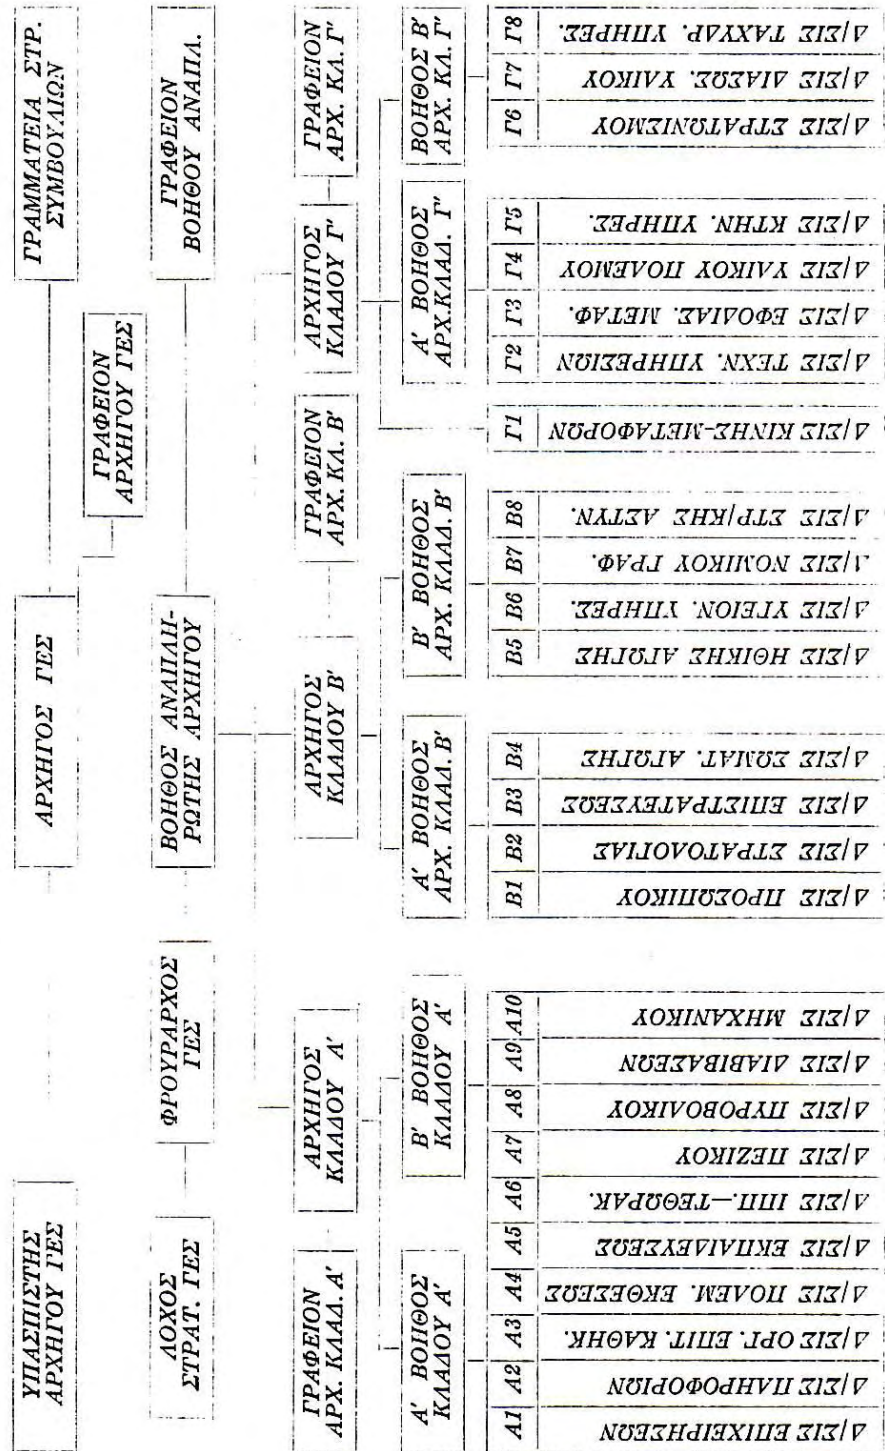 ΥΠΑΣΠΙΣΤΗΣ
ΑΡΧΗΓΟΥ ΓΕΣ
ΑΡΧΗΓΟΣ ΓΕΣ
ΓΡΑΦΕΙΟΝ
ΑΡΧΗΓΟΥ ΓΕΣ
ΓΡΑΜΜΑΤΕΙΑ ΣΤΡ.
ΣΥΜΒΟΥΛΙΩΝ
ΛΟΧΟΣ
ΣΤΡΑΤ. ΓΕΣ
ΦΡΟΥΡΑΡΧΟΣ
ΓΕΣ
ΒΟΗΘΟΣ ΑΝΑΠΛΗ-
ΡΩΤΗΣ ΑΡΧΗΓΟΥ
ΓΡΑΦΕΙΟΝ
ΒΟΗΘΟΥ ΑΝΑΠΛ.
ΓΡΑΦΕΙΟΝ
ΑΡΧ. ΚΛΑΔ. Α'
ΑΡΧΗΓΟΣ
ΚΛΑΔΟΥ Α'
ΑΡΧΗΓΟΣ
ΚΛΑΔΟΥ Β'
ΓΡΑΦΕΙΟΝ
ΑΡΧ. ΚΛ. Β'
ΑΡΧΗΓΟΣ
ΚΛΑΔΟΥ Γ'
ΓΡΑΦΕΙΟΝ
ΑΡΧ. ΚΛ. Γ'
Α' ΒΟΗΘΟΣ
ΚΛΑΔΟΥ Α'
Β' ΒΟΗΘΟΣ
ΚΛΑΔΟΥ Α'
Α' ΒΟΗΘΟΣ
ΑΡΧ. ΚΛΑΔ. Β'
Β' ΒΟΗΘΟΣ
ΑΡΧ. ΚΛΑΔ. Β'
Α' ΒΟΗΘΟΣ
ΑΡΧ.ΚΛΑΔ. Γ'
ΒΟΗΘΟΣ Β'
ΑΡΧ. ΚΛ. Γ'
Α1 Δ/ΣΙΣ ΕΠΙΧΕΙΡΗΣΕΩΝ
Α2 Δ/ΣΙΣ ΠΛΗΡΟΦΟΡΙΩΝ
Α3 Δ/ΣΙΣ ΟΡΓ. ΕΠΙΤ. ΚΑΘΗΚ.
Α4 Δ/ΣΙΣ ΠΟΛΕΜ. ΕΚΘΕΣΕΩΣ
Α5 Δ/ΣΙΣ ΕΚΠΑΙΔΕΥΣΕΩΣ
Α6 Δ/ΣΙΣ ΙΠΠ.—ΤΕΘΩΡΑΚ.
Α7 Δ/ΣΙΣ ΠΕΖΙΚΟΥ
Α8 Δ/ΣΙΣ ΠΥΡΟΒΟΛΙΚΟΥ
Α9 Δ/ΣΙΣ ΔΙΑΒΙΒΑΣΕΩΝ
Α10 Δ/ΣΙΣ ΜΗΧΑΝΙΚΟΥ
Β1 Δ/ΣΙΣ ΠΡΟΣΩΠΙΚΟΥ
Β2 Δ/ΣΙΣ ΣΤΡΑΤΟΛΟΓΙΑΣ
Β3 Δ/ΣΙΣ ΕΠΙΣΤΡΑΤΕΥΣΕΩΣ
Β4 Δ/ΣΙΣ ΣΩΜΑΤ. ΑΓΩΓΗΣ
Β5 Δ/ΣΙΣ ΗΘΙΚΗΣ ΑΓΩΓΗΣ
Β6 Δ/ΣΙΣ ΥΓΕΙΟΝ. ΥΠΗΡΕΣ.
Β7 Δ/ΣΙΣ ΝΟΜΙΚΟΥ ΓΡΑΦ.
Β8 Δ/ΣΙΣ ΣΤΡ/ΚΗΣ ΑΣΤΥΝ.
Γ1 Δ/ΣΙΣ ΚΙΝΗΣ-ΜΕΤΑΦΟΡΩΝ
Γ2 Δ/ΣΙΣ ΤΕΧΝ. ΥΠΗΡΕΣΙΩΝ
Γ3 Δ/ΣΙΣ ΕΦΟΔΙΑΣ. ΜΕΤΑΦ.
Γ4 Δ/ΣΙΣ ΥΛΙΚΟΥ ΠΟΛΕΜΟΥ
Γ5 Δ/ΣΙΣ ΚΤΗΝ. ΥΠΗΡΕΣ.
Γ6 Δ/ΣΙΣ ΣΤΡΑΤΩΝΙΣΜΟΥ
Γ7 Δ/ΣΙΣ ΔΙΑΣΩΣ. ΥΛΙΚΟΥ
Γ8 Δ/ΣΙΣ ΤΑΧΥΔΡ. ΥΠΗΡΕΣ.